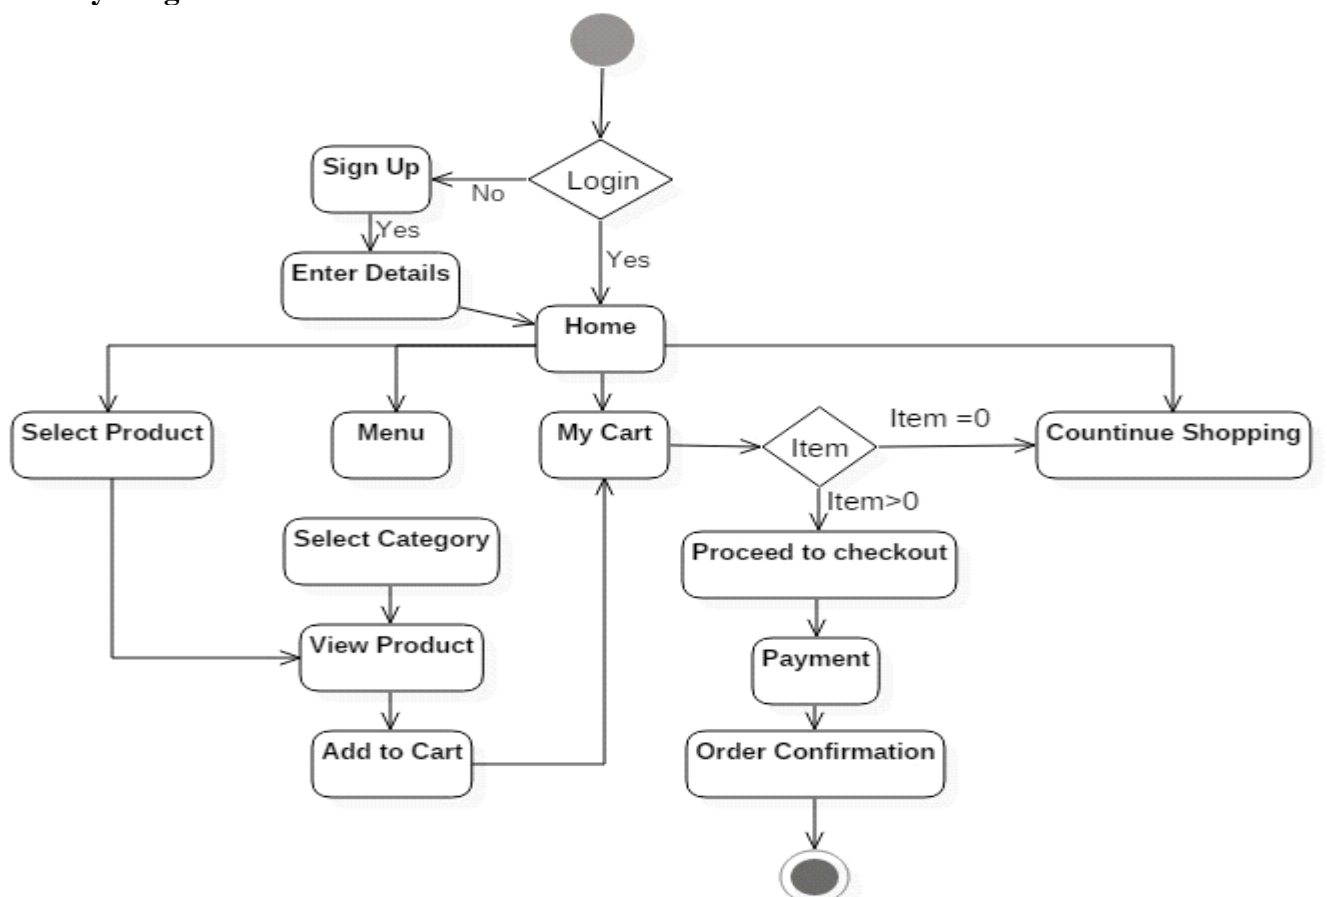 Login
Sign Up
No
Yes
Yes
Enter Details
Home
Select Product
Menu
My Cart
Item
Item =0
Countinue Shopping
Item>0
Select Category
Proceed to checkout
View Product
Payment
Add to Cart
Order Confirmation